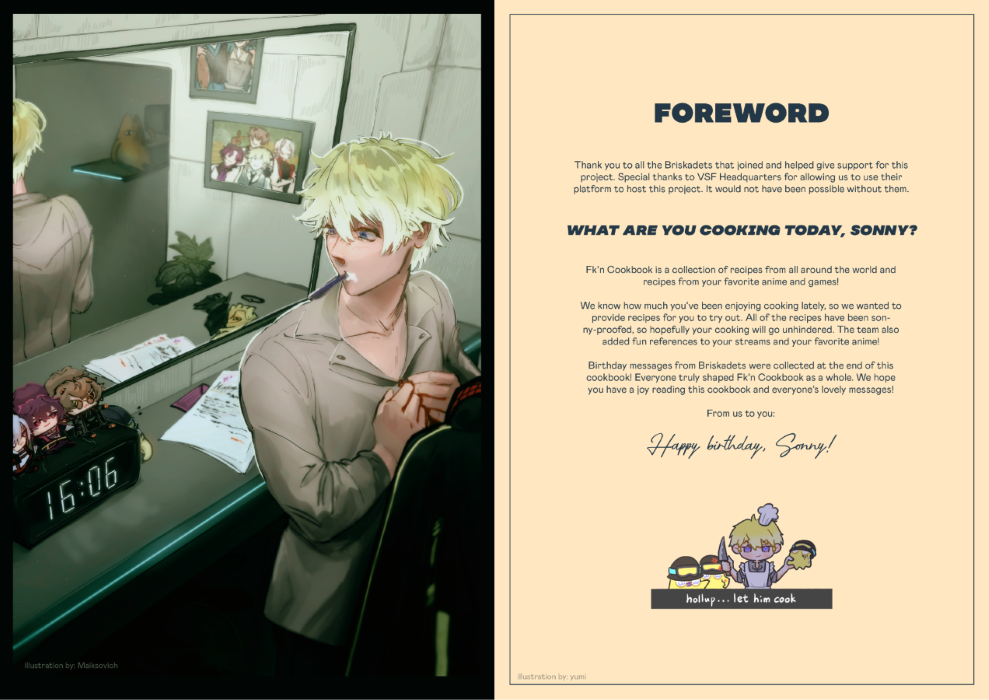 16:06
illustration by: Maiksovich
FOREWORD
Thank you to all the Briskadets that joined and helped give support for this
project. Special thanks to VSF Headquarters for allowing us to use their
platform to host this project. It would not have been possible without them.
WHAT ARE YOU COOKING TODAY, SONNY?
Fk'n Cookbook is a collection of recipes from all around the world and
recipes from your favorite anime and games!
We know how much you've been enjoying cooking lately, so we wanted to
provide recipes for you to try out. All of the recipes have been son-
ny-proofed, so hopefully your cooking will go unhindered. The team also
added fun references to your streams and your favorite anime!
Birthday messages from Briskadets were collected at the end of this
cookbook! Everyone truly shaped Fk'n Cookbook as a whole. We hope
you have a joy reading this cookbook and everyone's lovely messages!
From us to you:
Happy birthday, Sonny!
hollup... let him cook
illustration by: yumi